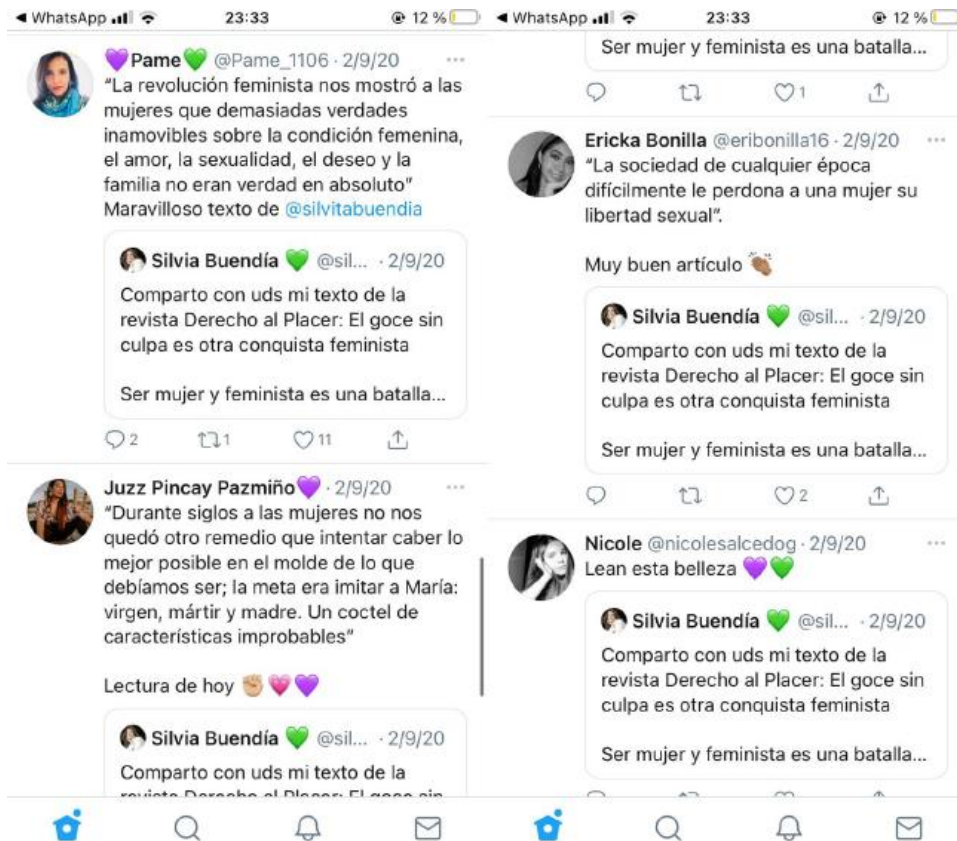 WhatsApp 23:33 12 %
💜Pame💚 @Pame_1106 · 2/9/20
“La revolución feminista nos mostró a las
mujeres que demasiadas verdades
inamovibles sobre la condición femenina,
el amor, la sexualidad, el deseo y la
familia no eran verdad en absoluto”
Maravilloso texto de @silvitabuendia
Silvia Buendía 💚 @sil... · 2/9/20
Comparto con uds mi texto de la
revista Derecho al Placer: El goce sin
culpa es otra conquista feminista
Ser mujer y feminista es una batalla...
2 1 11
Juzz Pincay Pazmiño💜 · 2/9/20
“Durante siglos a las mujeres no nos
quedó otro remedio que intentar caber lo
mejor posible en el molde de lo que
debíamos ser; la meta era imitar a María:
virgen, mártir y madre. Un coctel de
características improbables”
Lectura de hoy ✊🏼💗💜
Silvia Buendía 💚 @sil... · 2/9/20
Comparto con uds mi texto de la
revista Derecho al Placer: El goce sin
WhatsApp 23:33 12 %
Ser mujer y feminista es una batalla...
1
Ericka Bonilla @eribonilla16 · 2/9/20
“La sociedad de cualquier época
difícilmente le perdona a una mujer su
libertad sexual”.
Muy buen artículo 👏🏽
Silvia Buendía 💚 @sil... · 2/9/20
Comparto con uds mi texto de la
revista Derecho al Placer: El goce sin
culpa es otra conquista feminista
Ser mujer y feminista es una batalla...
2
Nicole @nicolesalcedog · 2/9/20
Lean esta belleza 💜💚
Silvia Buendía 💚 @sil... · 2/9/20
Comparto con uds mi texto de la
revista Derecho al Placer: El goce sin
culpa es otra conquista feminista
Ser mujer y feminista es una batalla...